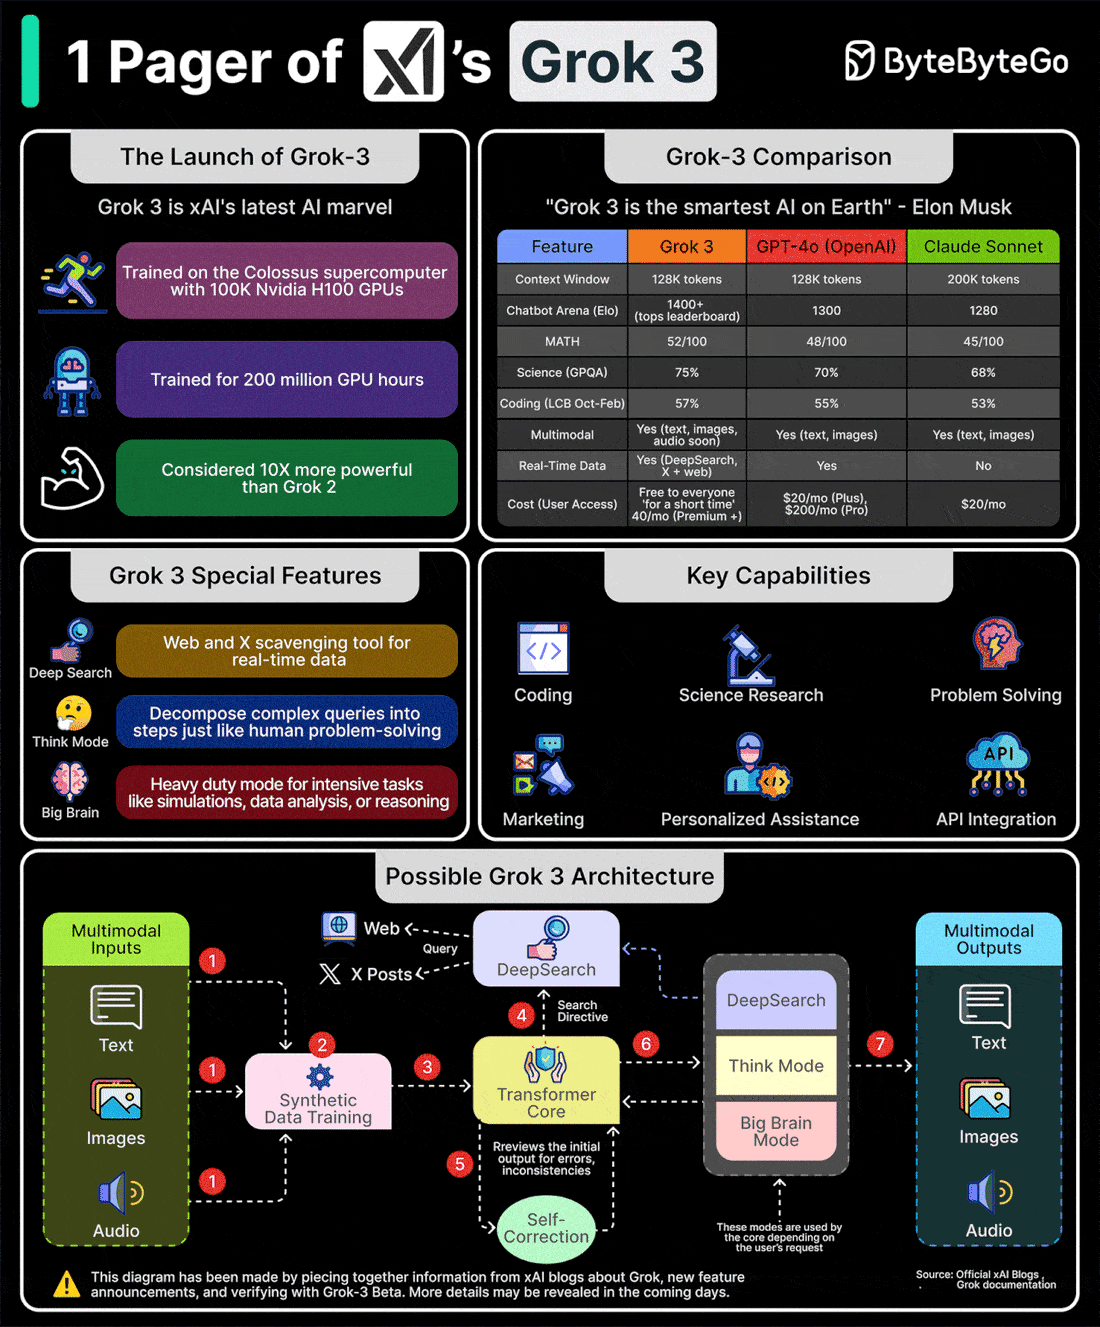 1 Pager of xAI's Grok 3
ByteByteGo
The Launch of Grok-3
Grok 3 is xAI's latest AI marvel
Trained on the Colossus supercomputer
with 100K Nvidia H100 GPUs
Trained for 200 million GPU hours
Considered 10X more powerful
than Grok 2
Grok-3 Comparison
"Grok 3 is the smartest AI on Earth" - Elon Musk
Feature Grok 3 GPT-4o (OpenAI) Claude Sonnet
Context Window 128K tokens 128K tokens 200K tokens
Chatbot Arena (Elo) 1400+ (tops leaderboard) 1300 1280
MATH 52/100 48/100 45/100
Science (GPQA) 75% 70% 68%
Coding (LCB Oct-Feb) 57% 55% 53%
Multimodal Yes (text, images, audio soon) Yes (text, images) Yes (text, images)
Real-Time Data Yes (DeepSearch, X + web) Yes No
Cost (User Access) Free to everyone 'for a short time' 40/mo (Premium +) $20/mo (Plus), $200/mo (Pro) $20/mo
Grok 3 Special Features
Deep Search
Web and X scavenging tool for
real-time data
Think Mode
Decompose complex queries into
steps just like human problem-solving
Big Brain
Heavy duty mode for intensive tasks
like simulations, data analysis, or reasoning
Key Capabilities
Coding
Science Research
Problem Solving
Marketing
Personalized Assistance
API
API Integration
Possible Grok 3 Architecture
Multimodal
Inputs
Text
Images
Audio
1
1
1
2
Synthetic
Data Training
3
Web
X Posts
Query
DeepSearch
4
Search
Directive
Transformer
Core
5
Rreviews the initial
output for errors,
inconsistencies
Self-
Correction
6
DeepSearch
Think Mode
Big Brain
Mode
These modes are used by
the core depending on
the user's request
7
Multimodal
Outputs
Text
Images
Audio
This diagram has been made by piecing together information from xAI blogs about Grok, new feature
announcements, and verifying with Grok-3 Beta. More details may be revealed in the coming days.
Source: Official xAI Blogs ,
Grok documentation